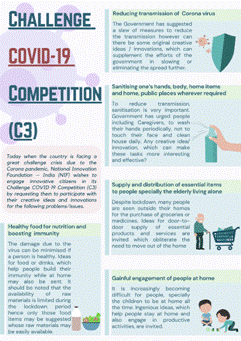 CHALLENGE
COVID-19
COMPETITION
(C3)
Today when the country is facing a
great challenge crisis due to the
Corona pandemic, National Innovation
Foundation - India (NIF) wishes to
engage innovative citizens in its
Challenge COVID 19 Competition (C3)
by requesting them to participate with
their creative ideas and innovations
for the following problems/issues.
Healthy food for nutrition and
boosting immunity
The damage due to the
virus can be minimised if
a person is healthy. Ideas
for food or drinks, which
help people build their
immunity while at home
may also be sent. It
should be noted that the
availability of raw
materials is limited during
the lockdown period
hence only those food
items may be suggested
whose raw materials may
be easily available.
Reducing transmission of Corona virus
The Government has suggested
a slew of measures to reduce
the transmission however can
there be some original creative
ideas / innovations, which can
supplement the efforts of the
government in slowing or
eliminating the spread further.
Sanitising one's hands, body, home items
and home, public places wherever required
To reduce transmission,
sanitisation is very important.
Government has urged people
including Caregivers, to wash
their hands periodically, not to
touch their face and clean
house daily. Any creative idea/
innovation, which can make
these tasks more interesting
and effective?
Supply and distribution of essential items
to people specially the elderly living alone
Despite lockdown, many people
are seen outside their homes
for the purchase of groceries or
medicines. Ideas for door-to-
door supply of essential
products and services are
invited which obliterate the
need to move out of the home
Gainful engagement of people at home
It is increasingly becoming
difficult for people, specially
the children to be at home all
the time. Ingenious ideas, which
help people stay at home and
also engage in productive
activities, are invited.